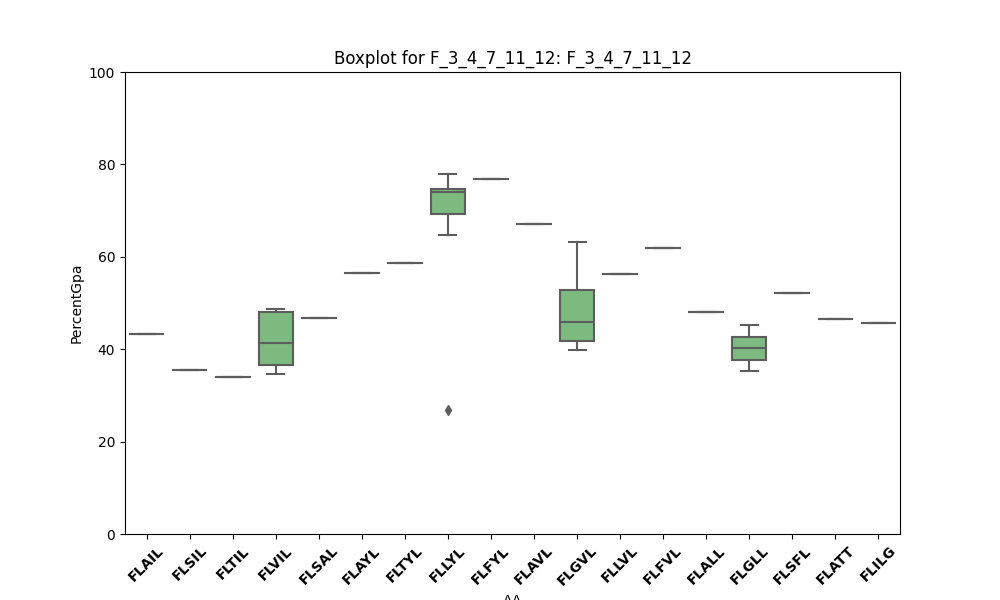 Boxplot for F_3_4_7_11_12: F_3_4_7_11_12
100
80
60
40
20
0
PercentGpa
FLAIL
FLSIL
FLTIL
FLVIL
FLSAL
FLAYL
FLTYL
FLLYL
FLFYL
FLAVL
FLGVL
FLLVL
FLFVL
FLALL
FLGLL
FLSFL
FLATT
FLILG
AA